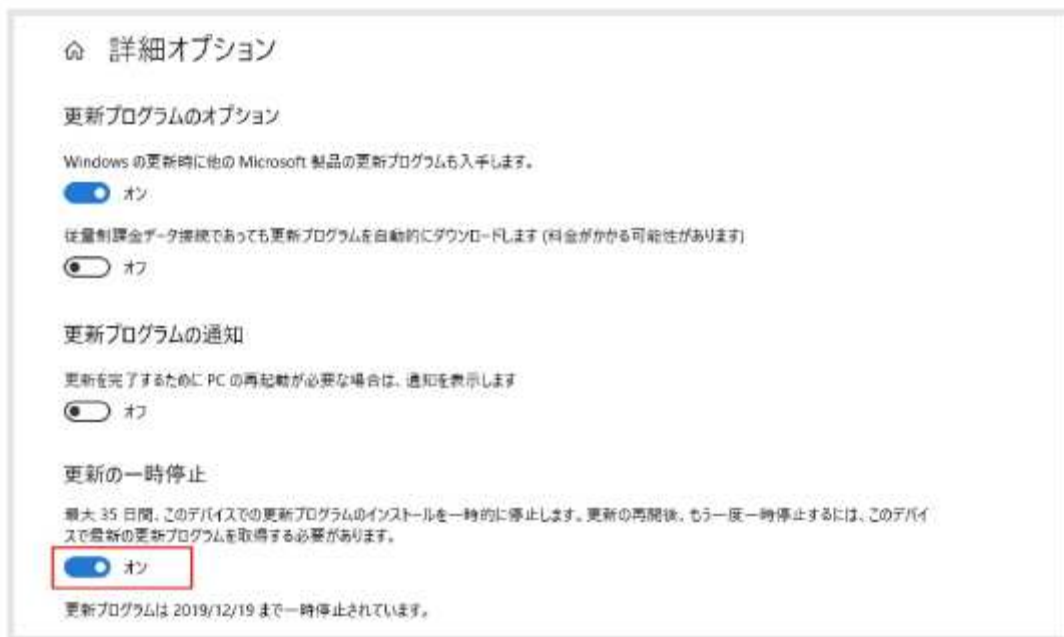 詳細オプション
更新プログラムのオプション
Windows の更新時に他の Microsoft 製品の更新プログラムも入手します。
オン
従量制課金データ接続であっても更新プログラムを自動的にダウンロードします (料金がかかる可能性があります)
オフ
更新プログラムの通知
更新を完了するために PC の再起動が必要な場合は、通知を表示します
オフ
更新の一時停止
最大 35 日間、このデバイスでの更新プログラムのインストールを一時的に停止します。更新の再開後、もう一度一時停止するには、このデバイ
スで最新の更新プログラムを取得する必要があります。
オン
更新プログラムは 2019/12/19 まで一時停止されています。